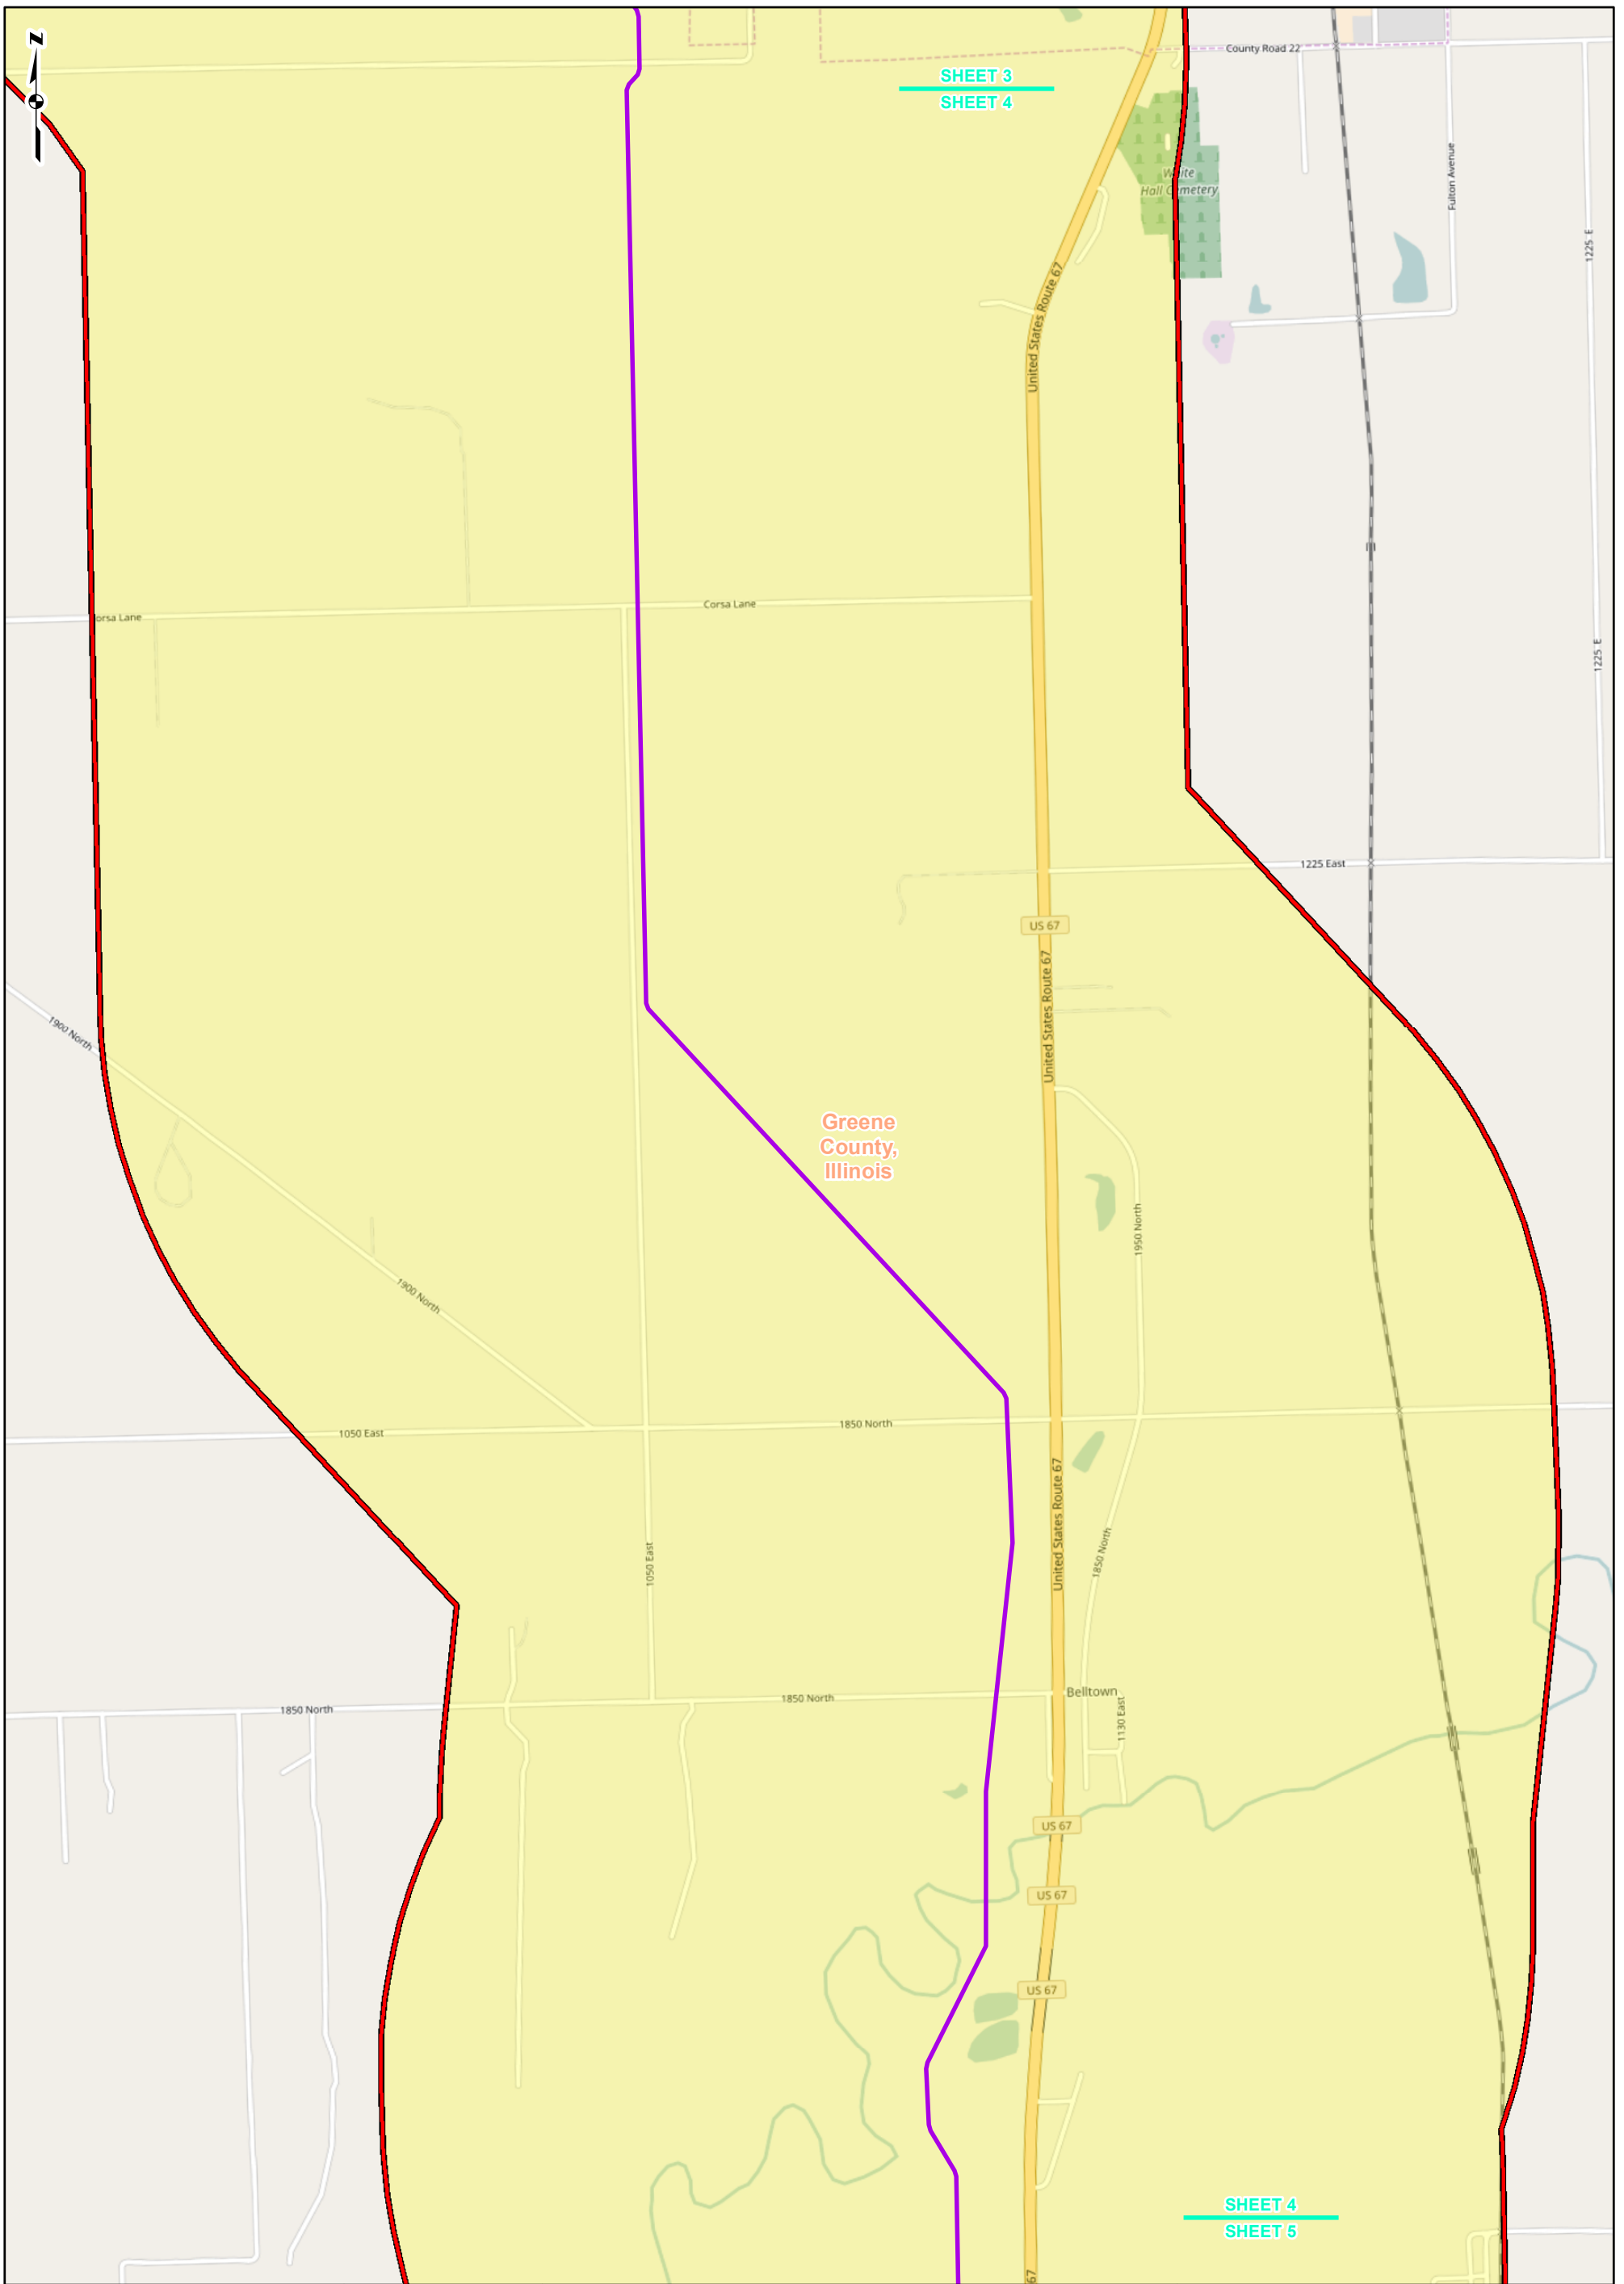 N
County Road 22
SHEET 3
SHEET 4
White
Hall Cemetery
Fulton Avenue
1225 E
United States Route 67
1225 E
Corsa Lane
orsa Lane
1225 East
US 67
United States Route 67
1900 North
Greene
County,
Illinois
1950 North
1900 North
1850 North
1050 East
United States Route 67
1850 North
1050 East
Belltown
1850 North
1850 North
1130 East
US 67
US 67
US 67
SHEET 4
SHEET 5
67